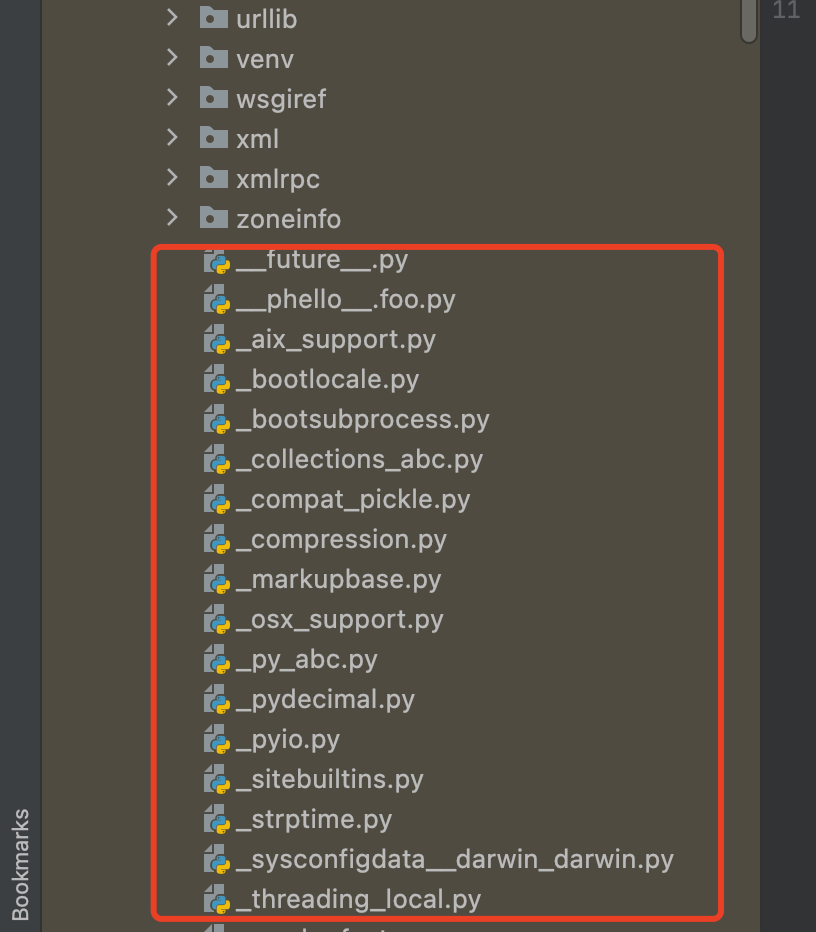 urllib
11
venv
wsgiref
xml
xmlrpc
zoneinfo
__future__.py
__phello__.foo.py
_aix_support.py
_bootlocale.py
_bootsubprocess.py
_collections_abc.py
_compat_pickle.py
_compression.py
_markupbase.py
_osx_support.py
_py_abc.py
_pydecimal.py
_pyio.py
_sitebuiltins.py
_strptime.py
_sysconfigdata__darwin_darwin.py
_threading_local.py
Bookmarks